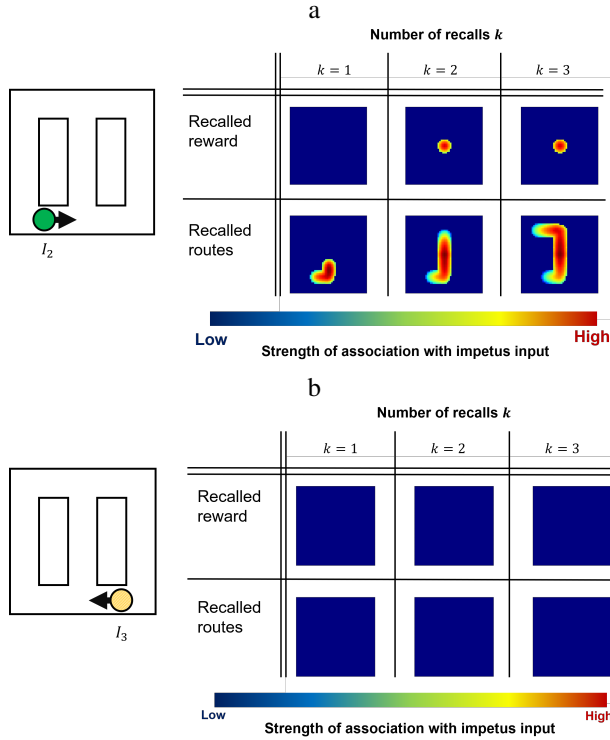 a
Number of recalls k
k = 1 k = 2 k = 3
Recalled
reward
Recalled
routes
I2
Low High
Strength of association with impetus input
b
Number of recalls k
k = 1 k = 2 k = 3
Recalled
reward
Recalled
routes
I3
Low High
Strength of association with impetus input